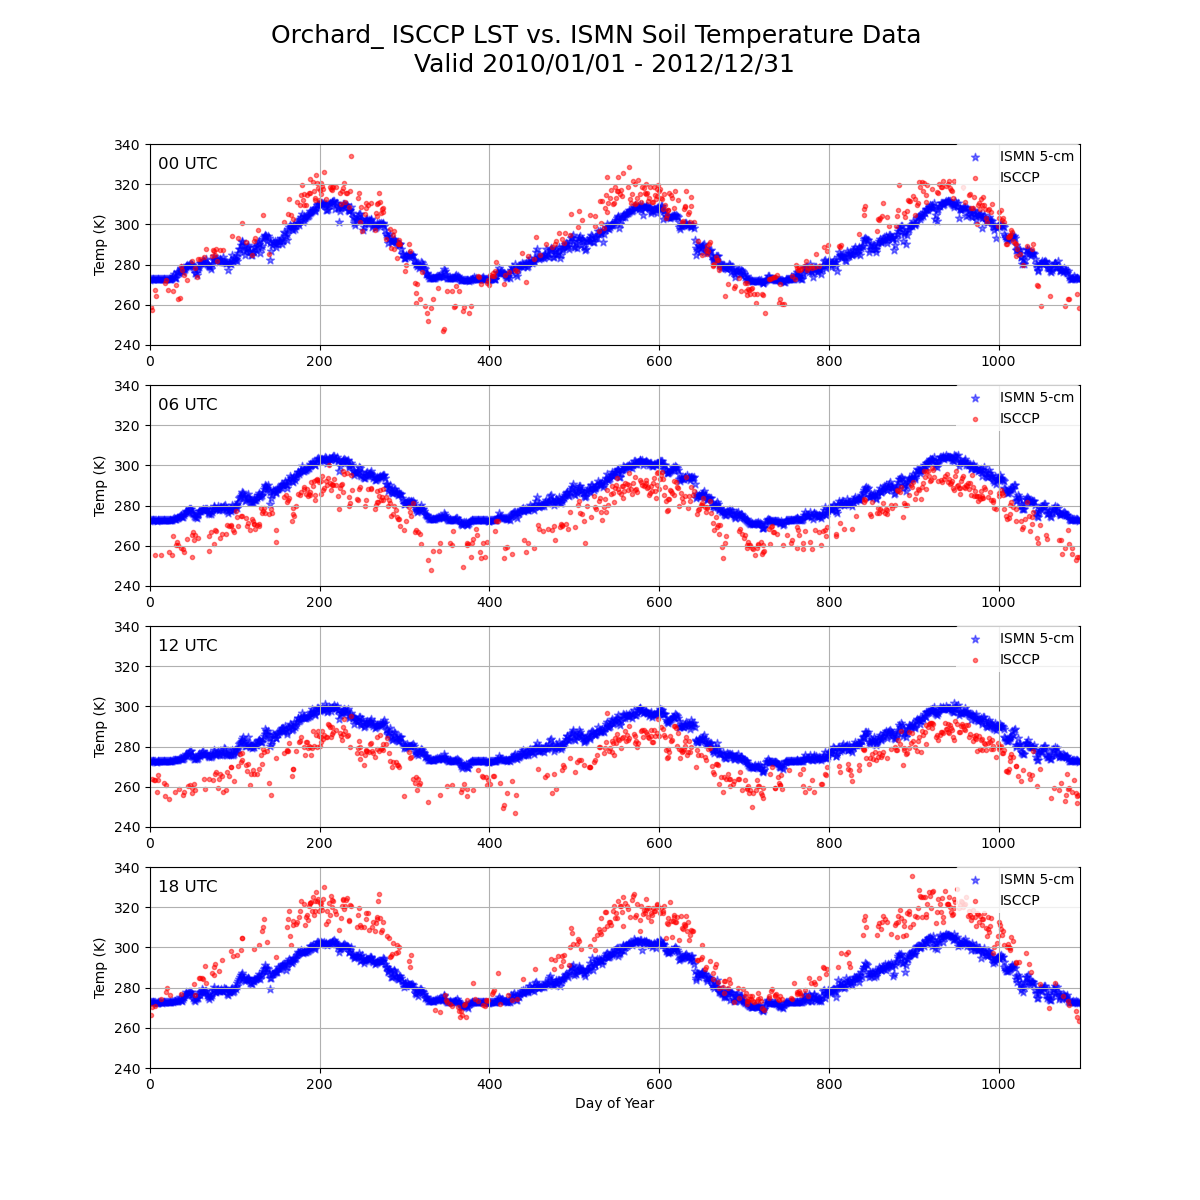 Orchard_ ISCCP LST vs. ISMN Soil Temperature Data
Valid 2010/01/01 - 2012/12/31
340
320
300
280
260
240
Temp (K)
00 UTC
ISMN 5-cm
ISCCP
0 200 400 600 800 1000
340
320
300
280
260
240
Temp (K)
06 UTC
ISMN 5-cm
ISCCP
0 200 400 600 800 1000
340
320
300
280
260
240
Temp (K)
12 UTC
ISMN 5-cm
ISCCP
0 200 400 600 800 1000
340
320
300
280
260
240
Temp (K)
18 UTC
ISMN 5-cm
ISCCP
0 200 400 600 800 1000
Day of Year